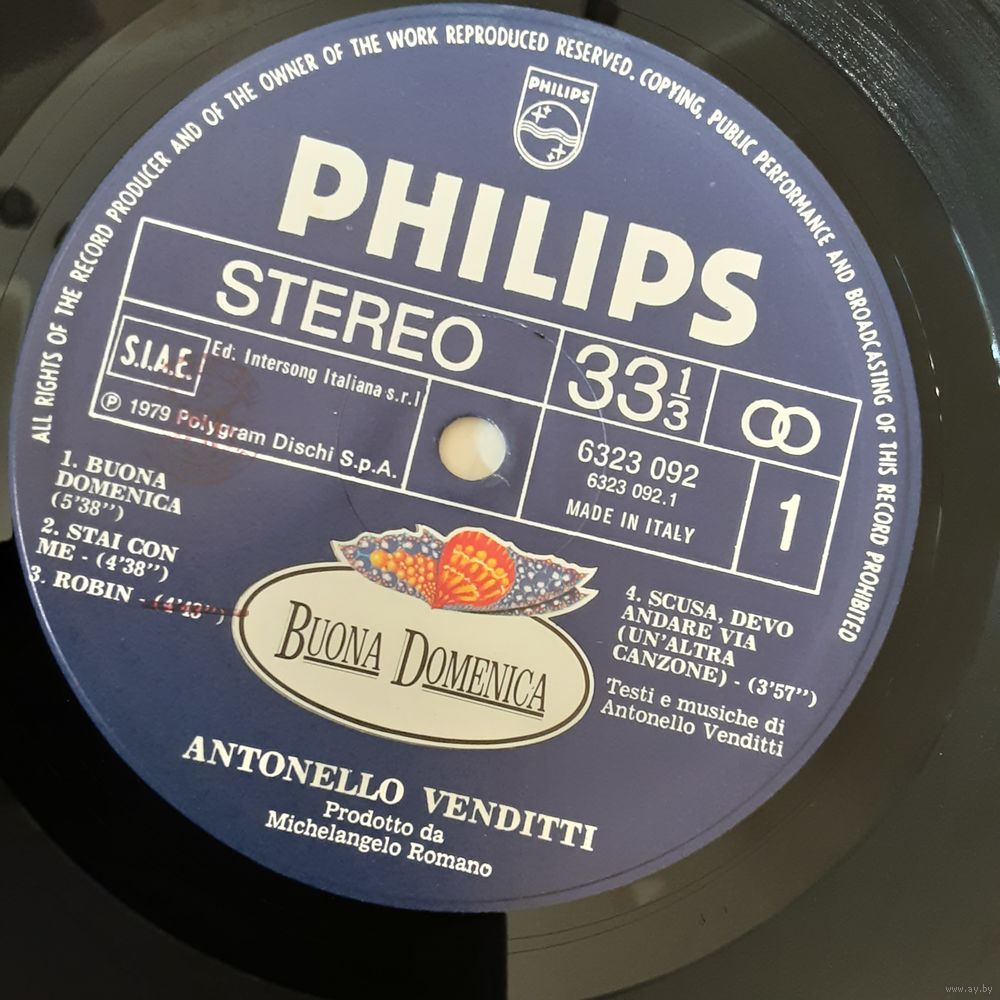 ALL RIGHTS OF THE RECORD PRODUCER AND OF THE OWNER OF THE WORK REPRODUCED RESERVED. COPYING, PUBLIC PERFORMANCE AND BROADCASTING OF THIS RECORD PROHIBITED
PHILIPS
PHILIPS
STEREO
33 1/3
S.I.A.E.
Ed: Intersong Italiana s.r.l
℗ 1979 Polygram Dischi S.p.A.
6323 092
6323 092.1
MADE IN ITALY
1
1. BUONA
DOMENICA
(5'38'')
2. STAI CON
ME - (4'38'')
3. ROBIN -
4. SCUSA, DEVO
ANDARE VIA
(UN'ALTRA
CANZONE) - (3'57'')
Testi e musiche di
Antonello Venditti
BUONA DOMENICA
ANTONELLO VENDITTI
Prodotto da
Michelangelo Romano
www.ay.by